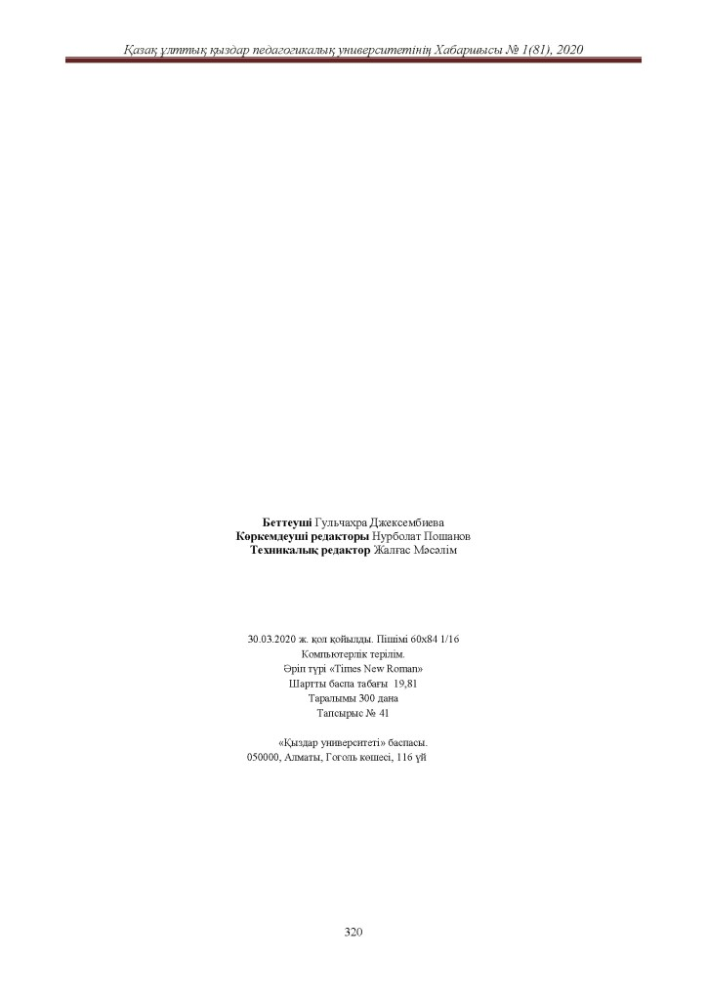 Қазақ ұлттық қыздар педагогикалық университетінің Хабаршысы № 1(81), 2020
Беттеуші Гульчахра Джексембиева
Көркемдеуші редакторы Нурболат Пошанов
Техникалық редактор Жалғас Мәсәлім
30.03.2020 ж. қол қойылды. Пішімі 60х84 1/16
Компьютерлік терілім.
Әріп түрі «Times New Roman»
Шартты баспа табағы 19,81
Таралымы 300 дана
Тапсырыс № 41
«Қыздар университеті» баспасы.
050000, Алматы, Гоголь көшесі, 116 үй
320